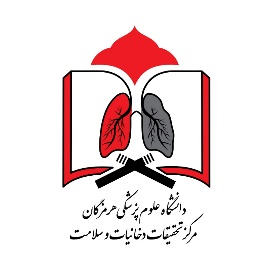 دانشگاه علوم پزشکی هرمزگان
مرکز تحقیقات دخانیات و سلامت